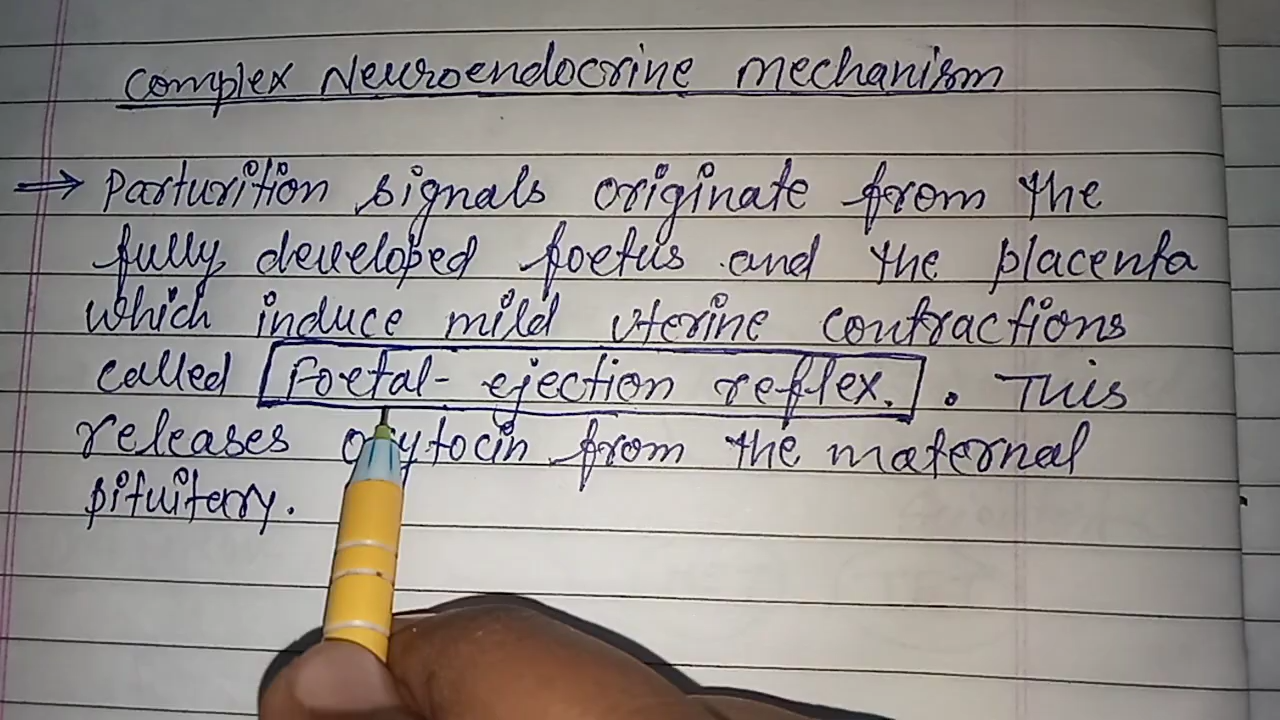 Complex Neuroendocrine mechanism
⇒ Parturition signals originate from the
fully developed foetus and the placenta
which induce mild uterine contractions
called Foetal-ejection reflex. . This
releases oxytocin from the maternal
pituitary.